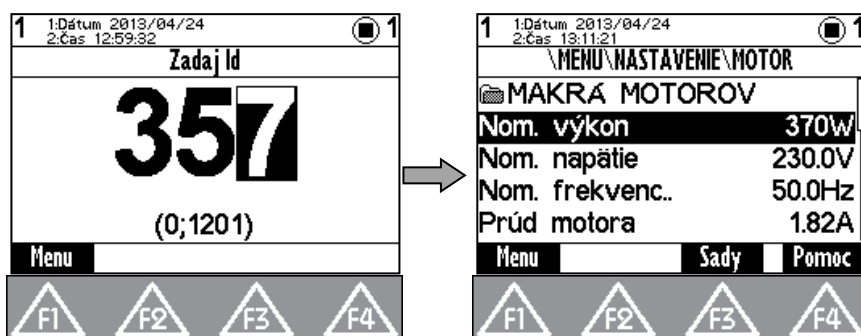 1 1:Dátum 2013/04/24 1
2:Čas 12:59:32
Zadaj Id
357
(0;1201)
Menu
F1 F2 F3 F4
1 1:Dátum 2013/04/24 1
2:Čas 13:11:21
\MENU\NASTAVENIE\MOTOR
MAKRÁ MOTOROV
Nom. výkon 370W
Nom. napätie 230.0V
Nom. frekvenc.. 50.0Hz
Prúd motora 1.82A
Menu Sady Pomoc
F1 F2 F3 F4